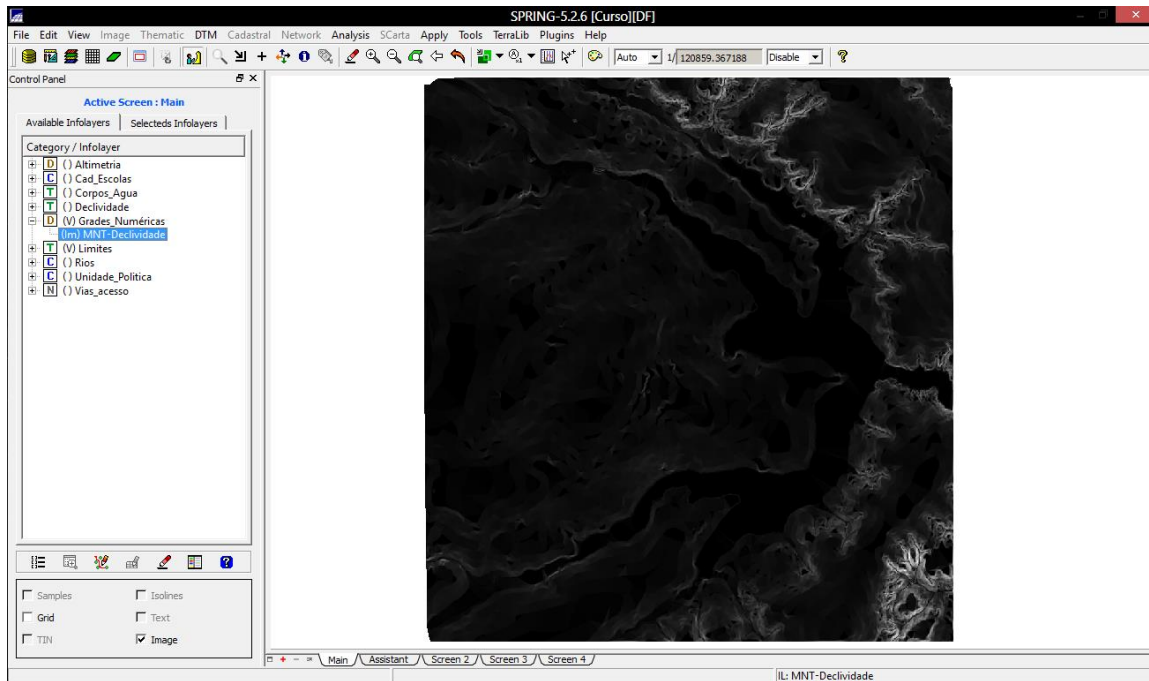 SPRING-5.2.6 [Curso][DF]
File Edit View Image Thematic DTM Cadastral Network Analysis SCarta Apply Tools TerraLib Plugins Help
Auto 1/ 120859.367188 Disable
Control Panel
Active Screen : Main
Available Infolayers Selecteds Infolayers
Category / Infolayer
D ( ) Altimetria
C ( ) Cad_Escolas
T ( ) Corpos_Agua
T ( ) Declividade
D (V) Grades_Numéricas
(Im) MNT-Declividade
T (V) Limites
C ( ) Rios
C ( ) Unidade_Politica
N ( ) Vias_acesso
Samples Isolines
Grid Text
TIN Image
Main Assistant Screen 2 Screen 3 Screen 4
IL: MNT-Declividade